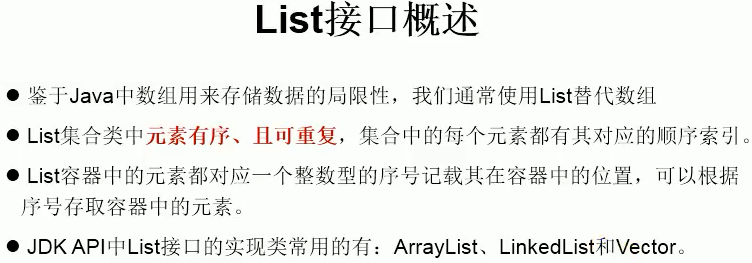 List接口概述
● 鉴于Java中数组用来存储数据的局限性，我们通常使用List替代数组
● List集合类中元素有序、且可重复，集合中的每个元素都有其对应的顺序索引。
● List容器中的元素都对应一个整数型的序号记载其在容器中的位置，可以根据
序号存取容器中的元素。
● JDK API中List接口的实现类常用的有：ArrayList、LinkedList和Vector。